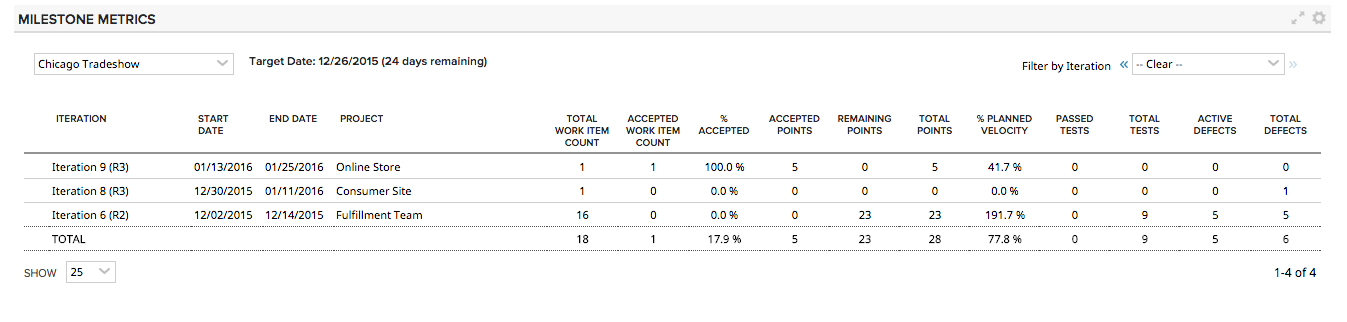 MILESTONE METRICS
Chicago Tradeshow Target Date: 12/26/2015 (24 days remaining) Filter by Iteration « -- Clear -- »
ITERATION START DATE END DATE PROJECT TOTAL WORK ITEM COUNT ACCEPTED WORK ITEM COUNT % ACCEPTED ACCEPTED POINTS REMAINING POINTS TOTAL POINTS % PLANNED VELOCITY PASSED TESTS TOTAL TESTS ACTIVE DEFECTS TOTAL DEFECTS
Iteration 9 (R3) 01/13/2016 01/25/2016 Online Store 1 1 100.0 % 5 0 5 41.7 % 0 0 0 0
Iteration 8 (R3) 12/30/2015 01/11/2016 Consumer Site 1 0 0.0 % 0 0 0 0.0 % 0 0 0 1
Iteration 6 (R2) 12/02/2015 12/14/2015 Fulfillment Team 16 0 0.0 % 0 23 23 191.7 % 0 9 5 5
TOTAL 18 1 17.9 % 5 23 28 77.8 % 0 9 5 6
SHOW 25 1-4 of 4